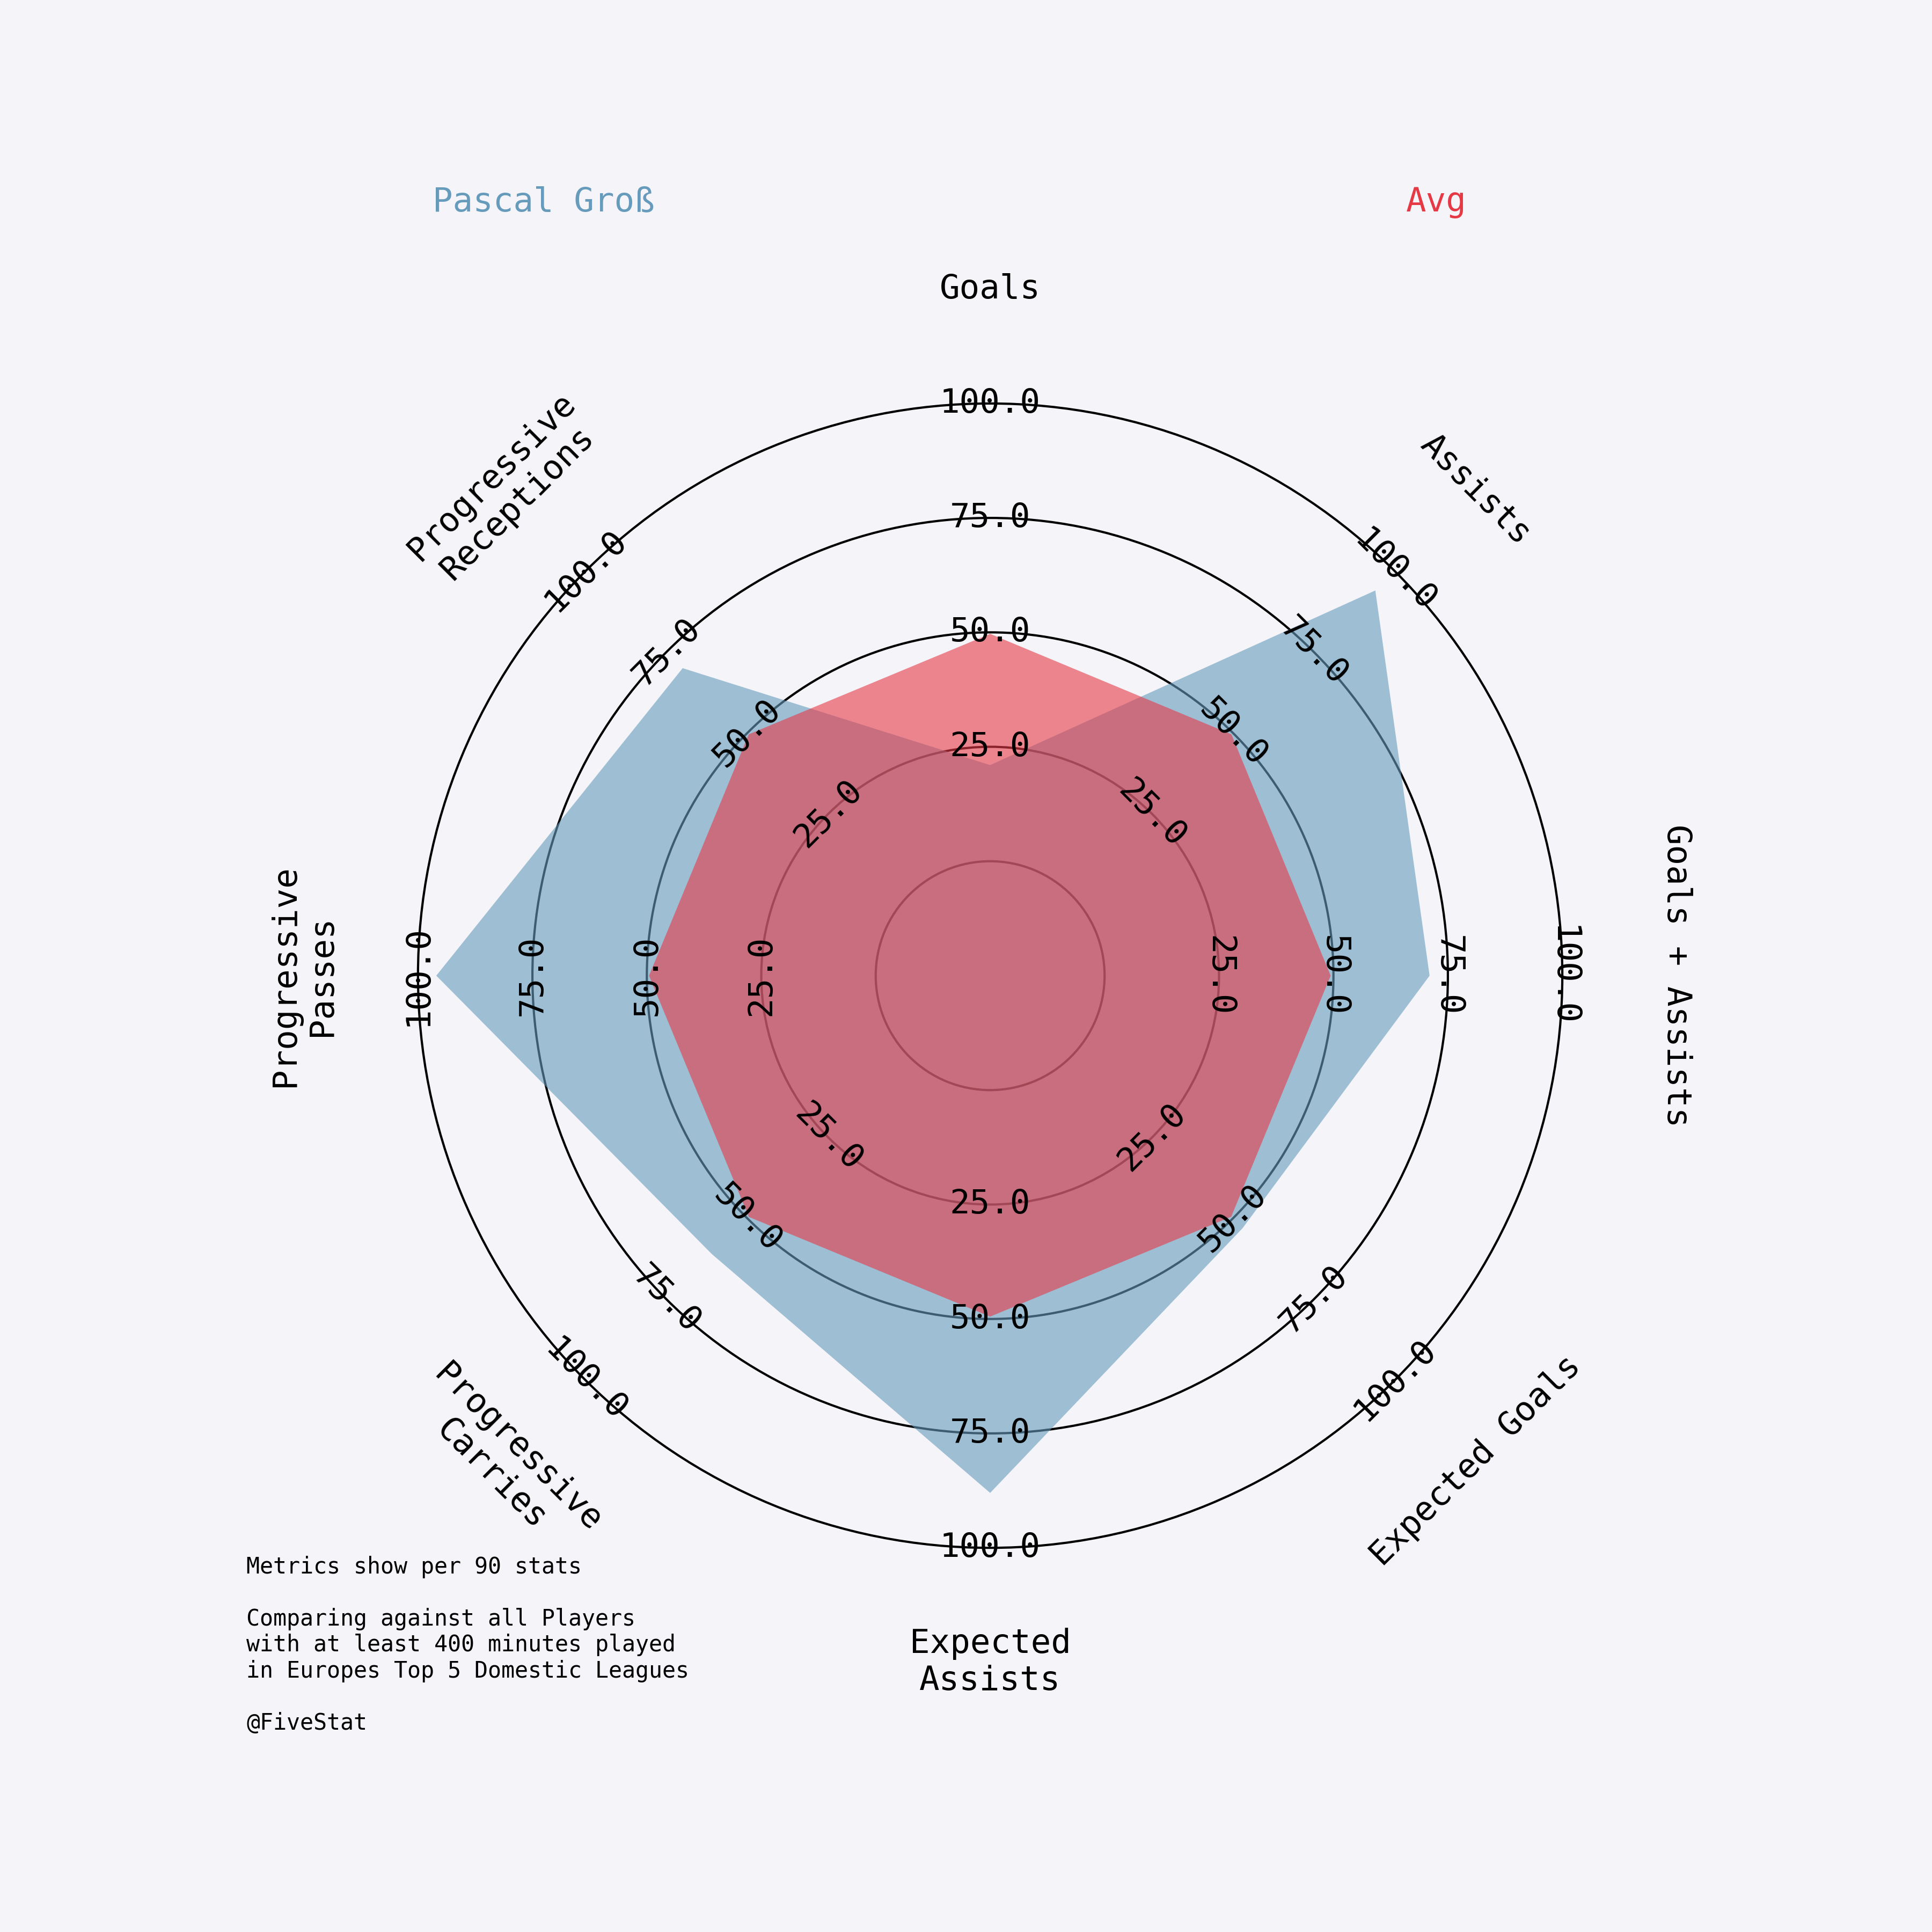 Pascal Groß
Avg
Goals
Assists
Goals + Assists
Expected Goals
Expected
Assists
Progressive
Carries
Progressive
Passes
Progressive
Receptions
25.0
50.0
75.0
100.0
25.0
50.0
75.0
100.0
25.0
50.0
75.0
100.0
25.0
50.0
75.0
100.0
25.0
50.0
75.0
100.0
25.0
50.0
75.0
100.0
25.0
50.0
75.0
100.0
25.0
50.0
75.0
100.0
Metrics show per 90 stats
Comparing against all Players
with at least 400 minutes played
in Europes Top 5 Domestic Leagues
@FiveStat